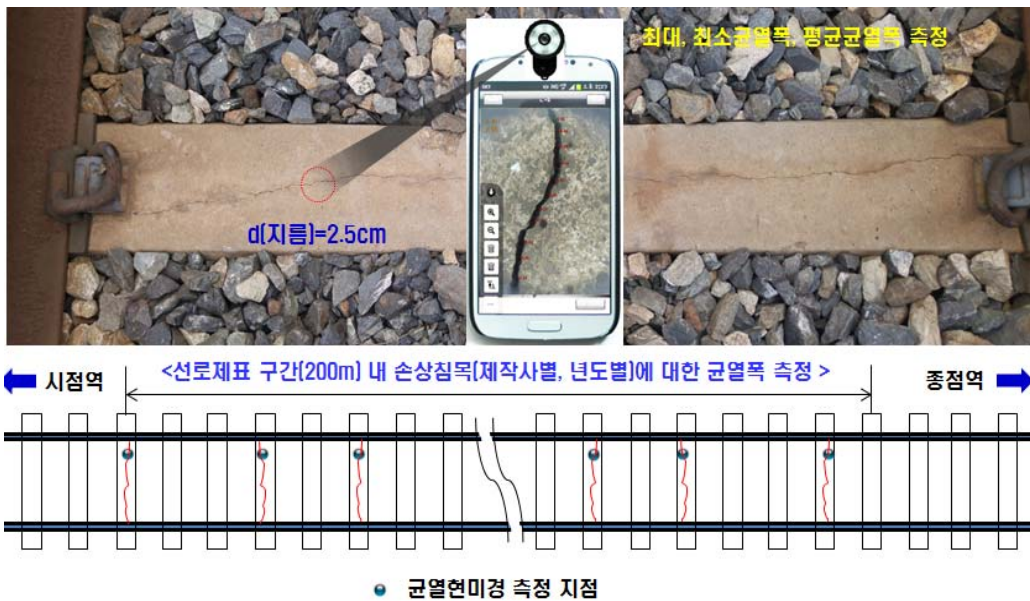 최대, 최소균열폭, 평균균열폭 측정
d(지름)=2.5cm
<선로제표 구간(200m) 내 손상침목(제작사별, 년도별)에 대한 균열폭 측정 >
시점역
종점역
균열현미경 측정 지점